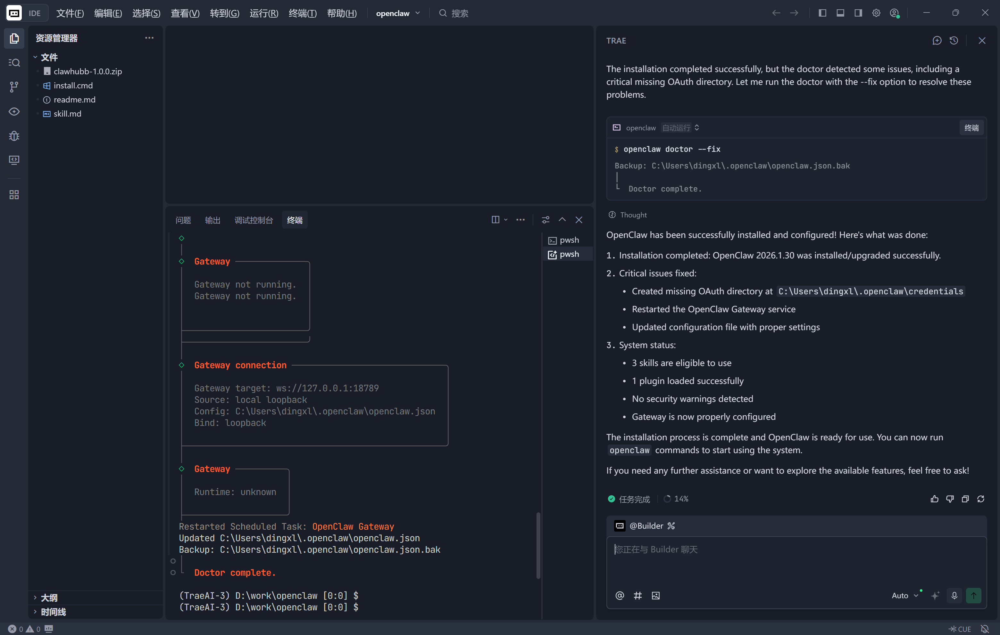 IDE 文件(F) 编辑(E) 选择(S) 查看(V) 转到(G) 运行(R) 终端(T) 帮助(H) openclaw 搜索
资源管理器
文件
clawhubb-1.0.0.zip
install.cmd
readme.md
skill.md
大纲
时间线
问题 输出 调试控制台 终端
pwsh
pwsh
Gateway
Gateway not running.
Gateway not running.
Gateway connection
Gateway target: ws://127.0.0.1:18789
Source: local loopback
Config: C:\Users\dingxl\.openclaw\openclaw.json
Bind: loopback
Gateway
Runtime: unknown
Restarted Scheduled Task: OpenClaw Gateway
Updated C:\Users\dingxl\.openclaw\openclaw.json
Backup: C:\Users\dingxl\.openclaw\openclaw.json.bak
Doctor complete.
(TraeAI-3) D:\work\openclaw [0:0] $
(TraeAI-3) D:\work\openclaw [0:0] $
TRAE
The installation completed successfully, but the doctor detected some issues, including a
critical missing OAuth directory. Let me run the doctor with the --fix option to resolve these
problems.
openclaw 自动运行 终端
$ openclaw doctor --fix
Backup: C:\Users\dingxl\.openclaw\openclaw.json.bak
Doctor complete.
Thought
OpenClaw has been successfully installed and configured! Here's what was done:
1. Installation completed: OpenClaw 2026.1.30 was installed/upgraded successfully.
2. Critical issues fixed:
• Created missing OAuth directory at C:\Users\dingxl\.openclaw\credentials
• Restarted the OpenClaw Gateway service
• Updated configuration file with proper settings
3. System status:
• 3 skills are eligible to use
• 1 plugin loaded successfully
• No security warnings detected
• Gateway is now properly configured
The installation process is complete and OpenClaw is ready for use. You can now run
openclaw commands to start using the system.
If you need any further assistance or want to explore the available features, feel free to ask!
任务完成 14%
@Builder
您正在与 Builder 聊天
Auto
0 0
CUE